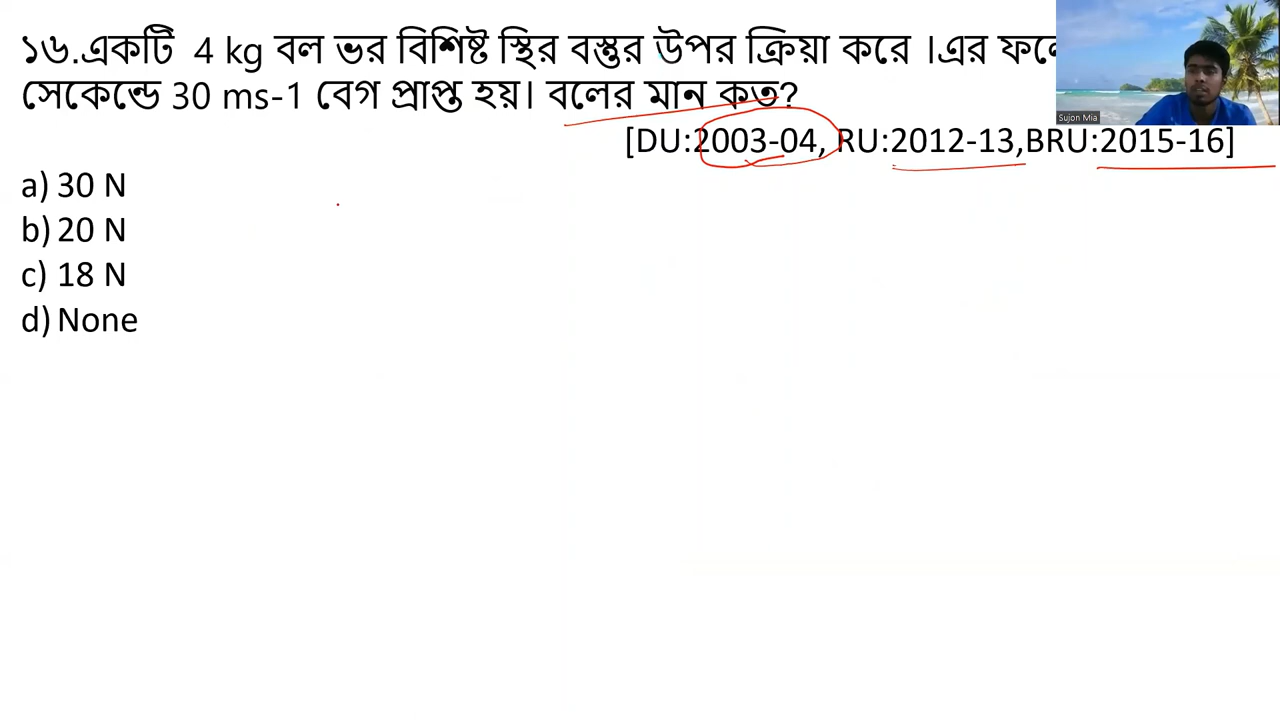 ১৬.একটি 4 kg বল ভর বিশিষ্ট স্থির বস্তুর উপর ক্রিয়া করে ।এর ফলে
সেকেন্ডে 30 ms-1 বেগ প্রাপ্ত হয়। বলের মান কত?
Sujon Mia
[DU:2003-04, RU:2012-13,BRU:2015-16]
a) 30 N
b) 20 N
c) 18 N
d) None